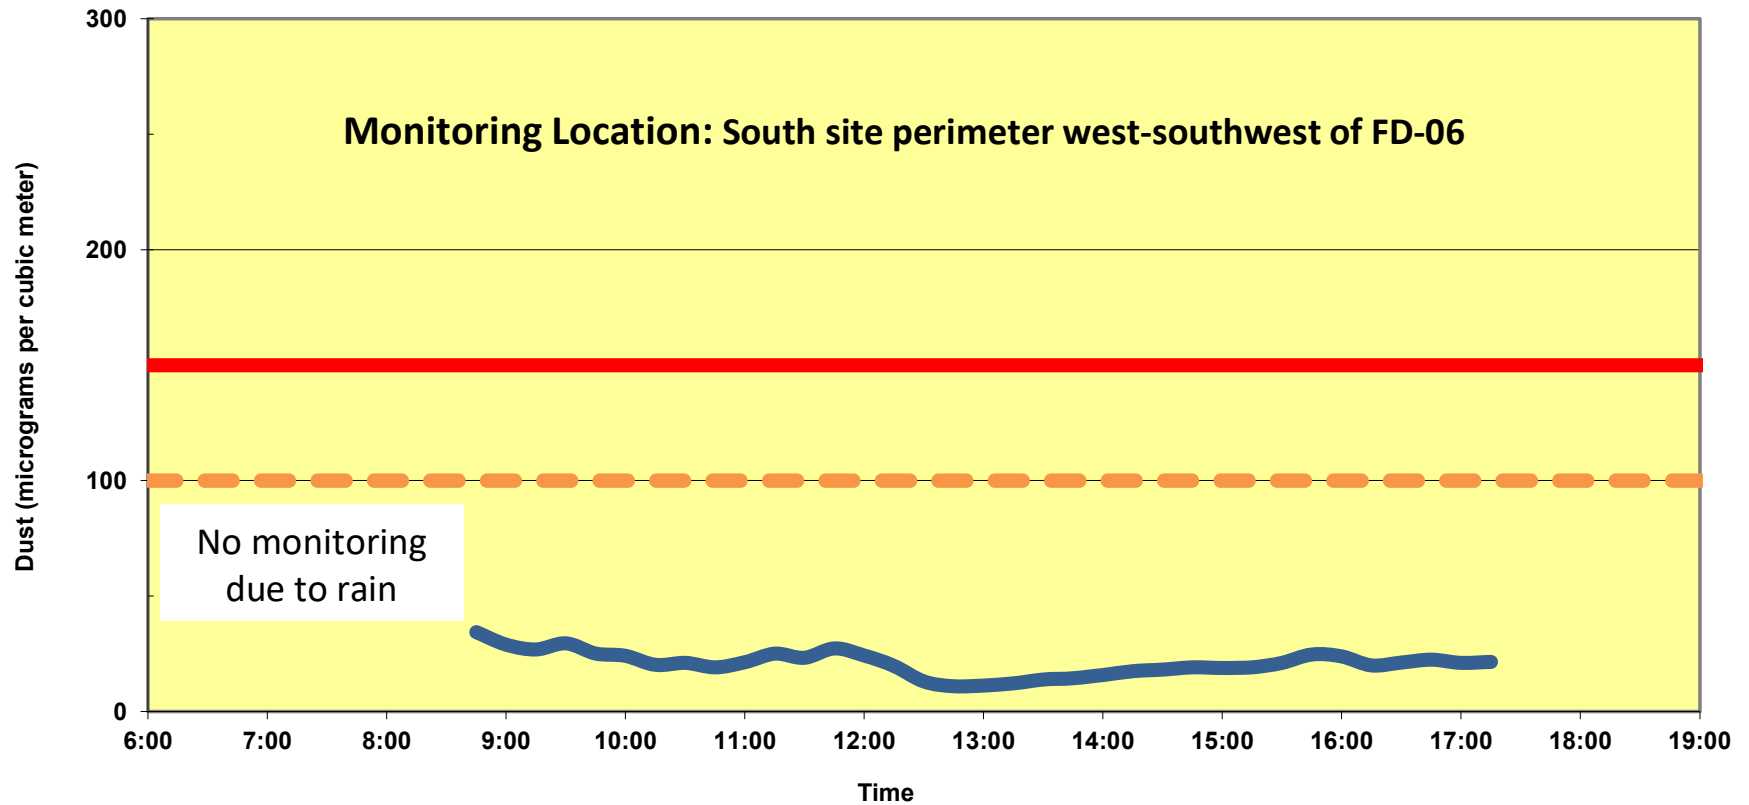 300
Monitoring Location: South site perimeter west-southwest of FD-06
200
Dust (micrograms per cubic meter)
100
No monitoring
due to rain
0
6:00 7:00 8:00 9:00 10:00 11:00 12:00 13:00 14:00 15:00 16:00 17:00 18:00 19:00
Time